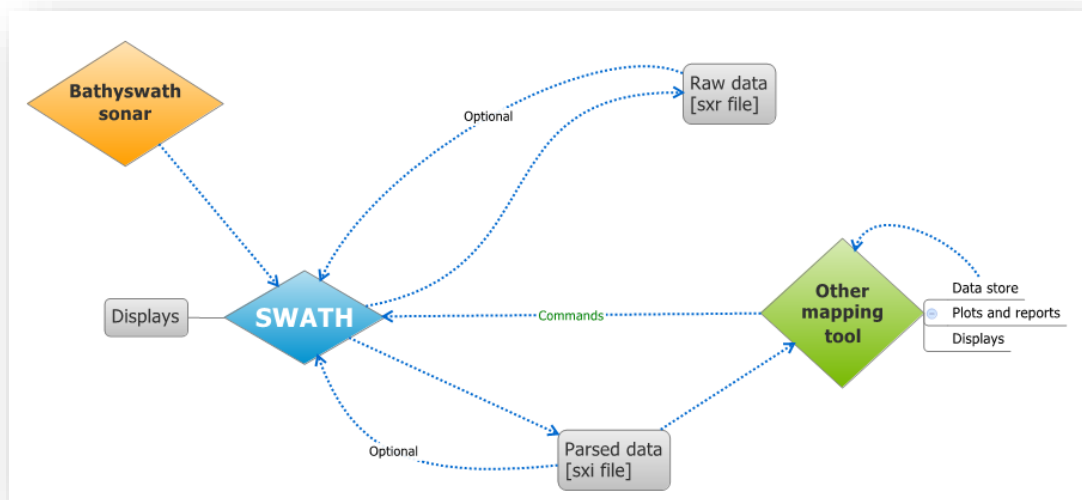 Bathyswath
sonar
Raw data
[sxr file]
Optional
Displays
SWATH
Commands
Other
mapping
tool
Data store
Plots and reports
Displays
Optional
Parsed data
[sxi file]